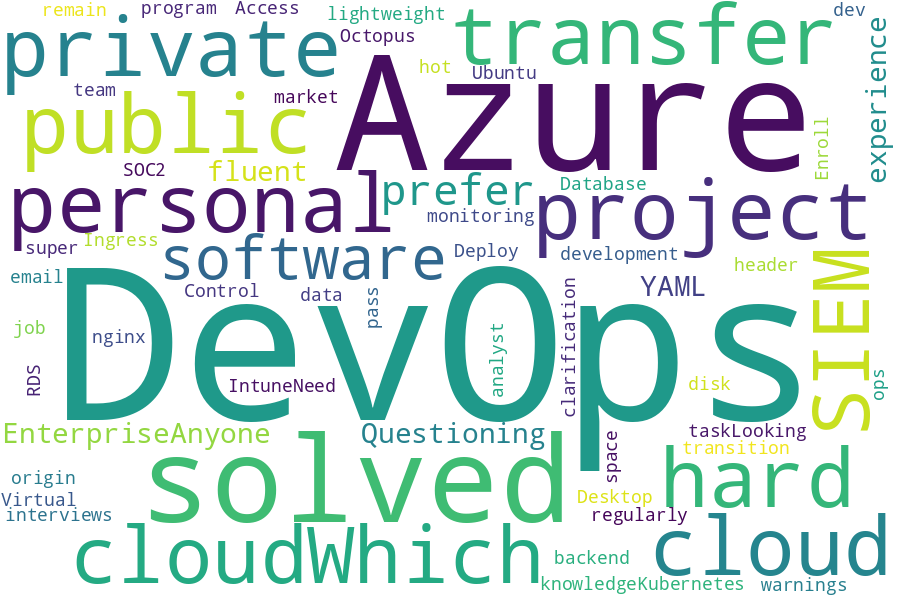 remain
program
Access
lightweight
dev
private
Octopus
transfer
hot
Ubuntu
experience
team
market
Azure
public
SOC2
fluent
Enroll
personal
prefer
Database
project
monitoring
super
Ingress
software
Deploy
development
header
email
Control
data
YAML
SIEM
pass
clarification
job
nginx
DevOps
analyst
RDS
IntuneNeed
disk
ops
EnterpriseAnyone
Questioning
taskLooking
space
transition
solved
hard
origin
Virtual
Desktop
interviews
regularly
cloudWhich
cloud
backend
knowledgeKubernetes
warnings